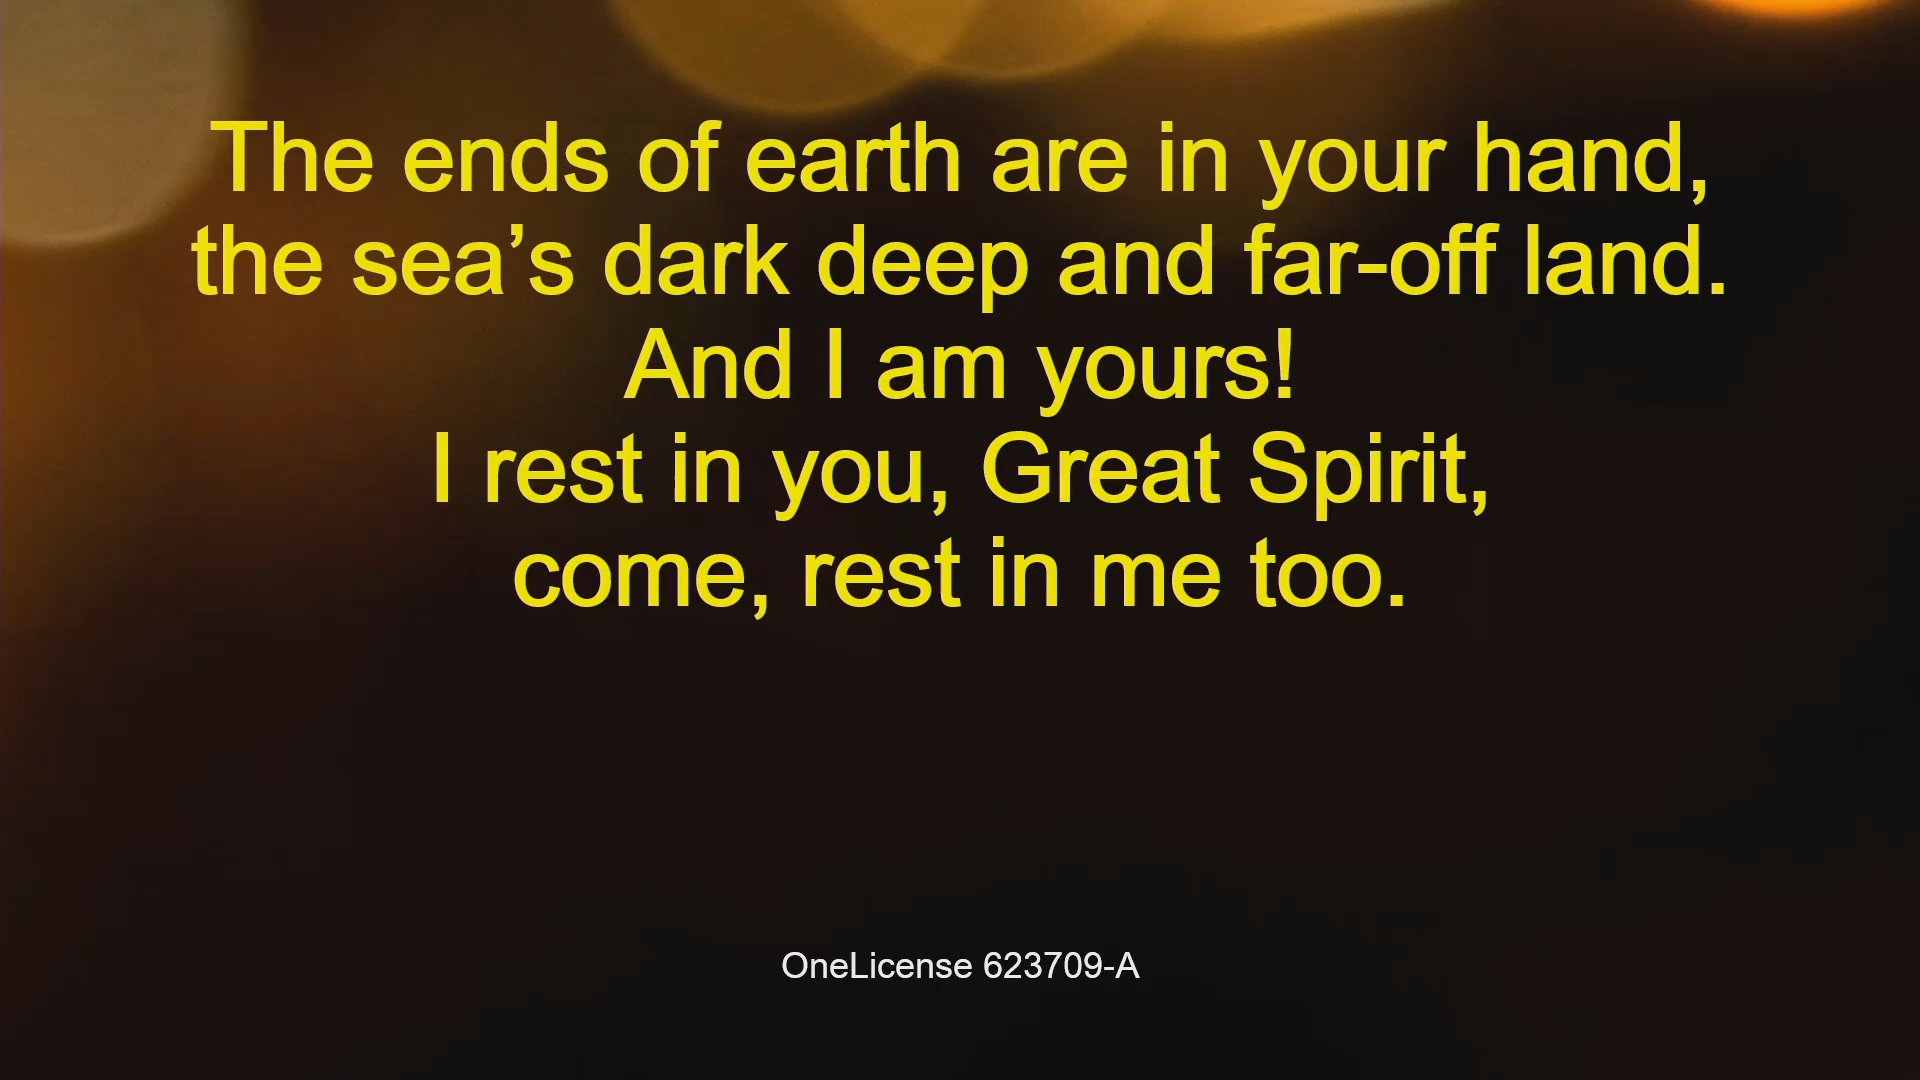 The ends of earth are in your hand,
the sea’s dark deep and far-off land.
And I am yours!
I rest in you, Great Spirit,
come, rest in me too.
OneLicense 623709-A